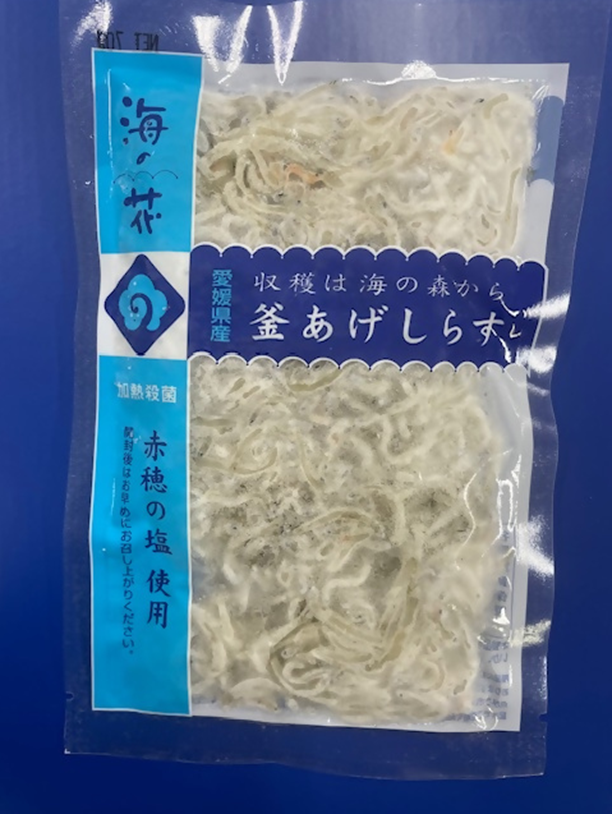 NET 70g
海の花
の
加熱殺菌
赤穂の塩 使用
開封後はお早めにお召し上がりください。
愛媛県産
収穫は海の森から
釜あげしらす